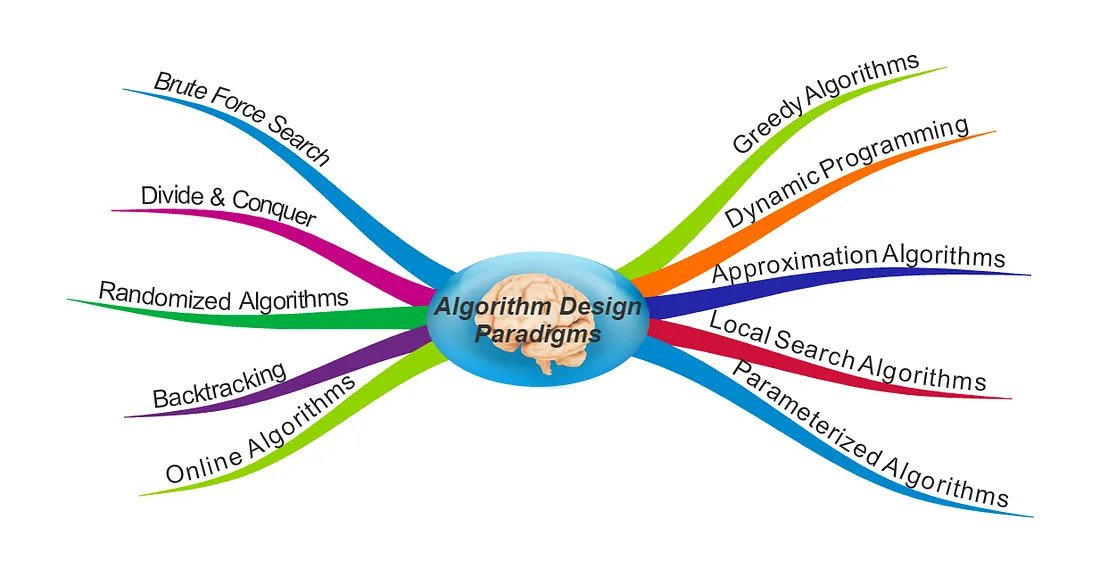 Brute Force Search
Divide & Conquer
Randomized Algorithms
Backtracking
Online Algorithms
Algorithm Design
Paradigms
Greedy Algorithms
Dynamic Programming
Approximation Algorithms
Local Search Algorithms
Parameterized Algorithms